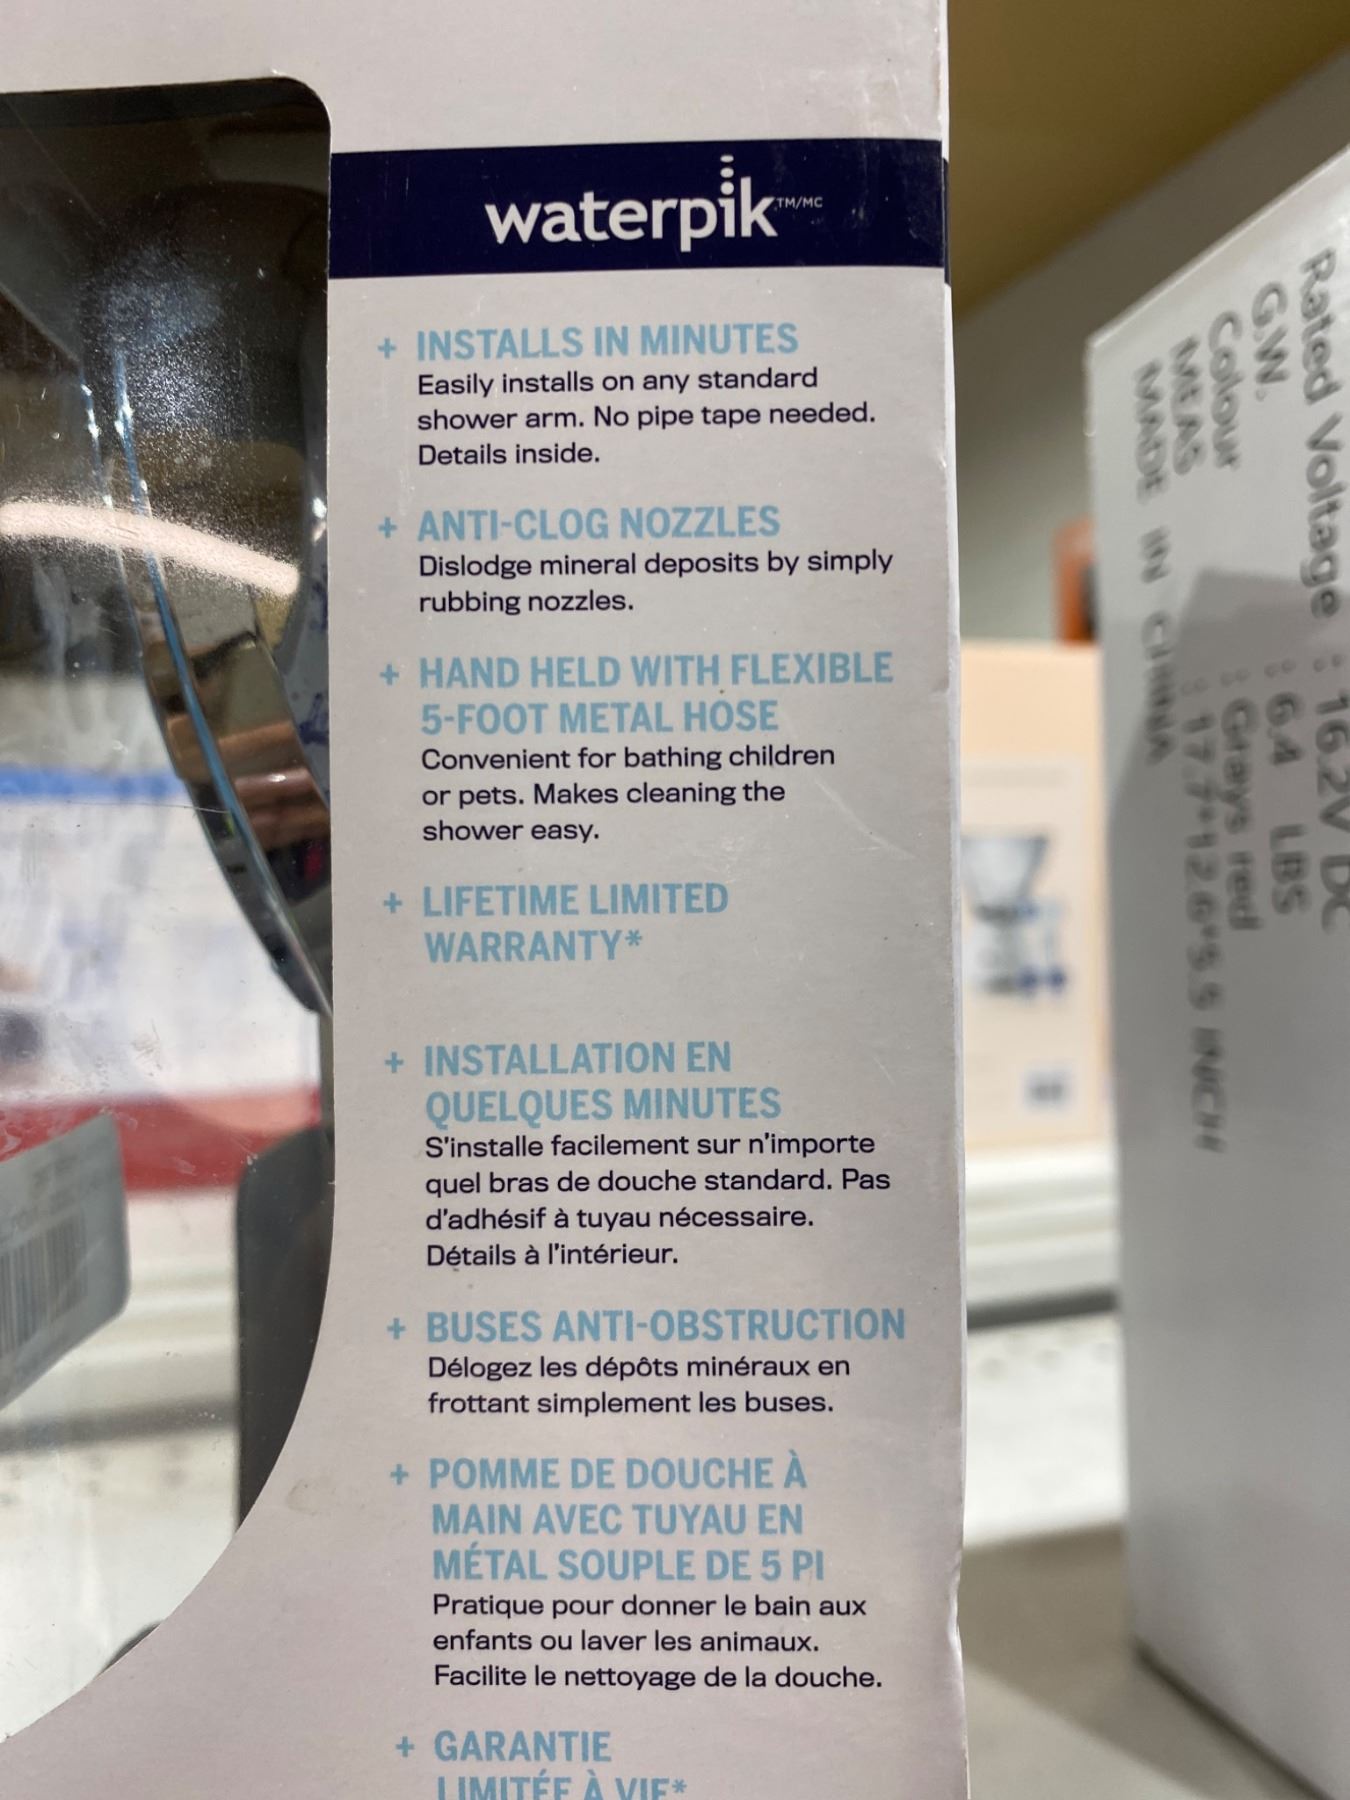 waterpik™/MC
+ INSTALLS IN MINUTES
Easily installs on any standard
shower arm. No pipe tape needed.
Details inside.
+ ANTI-CLOG NOZZLES
Dislodge mineral deposits by simply
rubbing nozzles.
+ HAND HELD WITH FLEXIBLE
5-FOOT METAL HOSE
Convenient for bathing children
or pets. Makes cleaning the
shower easy.
+ LIFETIME LIMITED
WARRANTY*
+ INSTALLATION EN
QUELQUES MINUTES
S'installe facilement sur n'importe
quel bras de douche standard. Pas
d'adhésif à tuyau nécessaire.
Détails à l'intérieur.
+ BUSES ANTI-OBSTRUCTION
Délogez les dépôts minéraux en
frottant simplement les buses.
+ POMME DE DOUCHE À
MAIN AVEC TUYAU EN
MÉTAL SOUPLE DE 5 PI
Pratique pour donner le bain aux
enfants ou laver les animaux.
Facilite le nettoyage de la douche.
+ GARANTIE
LIMITÉE À VIE*
Rated Voltage : 16.2V DC
GW. : 6.4 LBS
Colour : Grays red
MEAS : 17.7*12.6*5.5 INCH
MADE IN CHINA